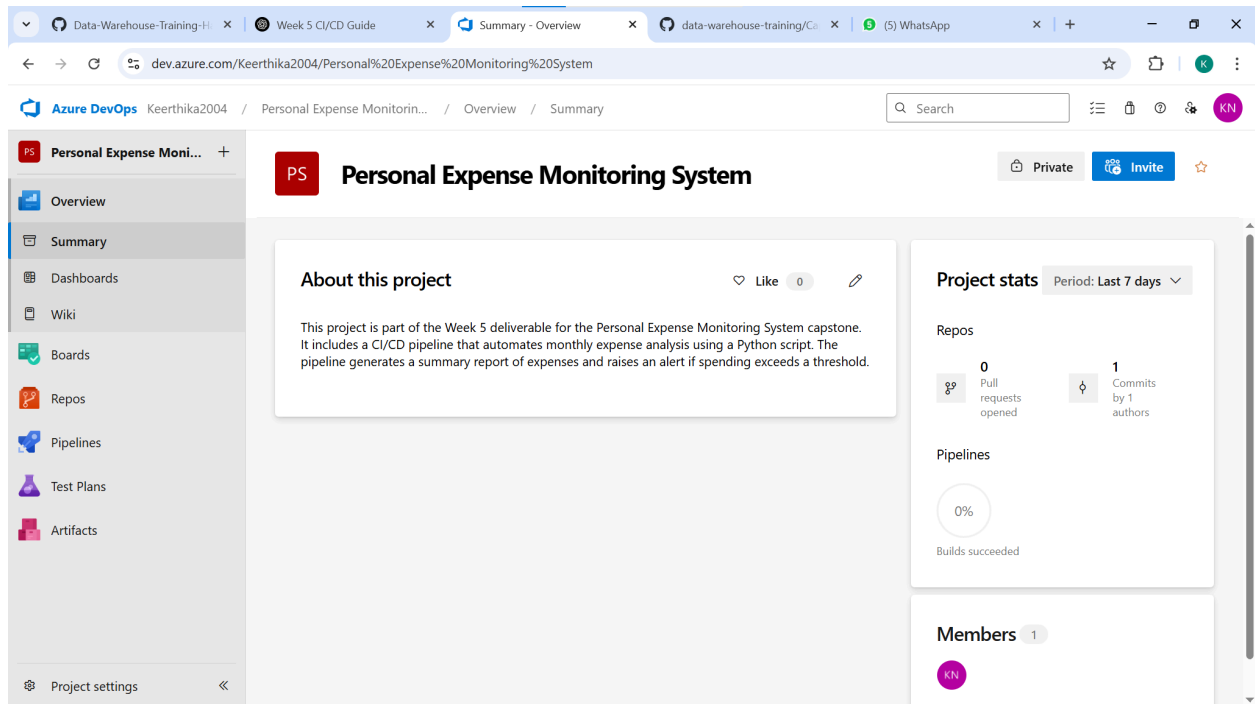 Data-Warehouse-Training-H
Week 5 CI/CD Guide
Summary - Overview
data-warehouse-training/Ca
(5) WhatsApp
dev.azure.com/Keerthika2004/Personal%20Expense%20Monitoring%20System
K
Azure DevOps Keerthika2004 / Personal Expense Monitorin... / Overview / Summary
Search
KN
PS Personal Expense Moni...
Overview
Summary
Dashboards
Wiki
Boards
Repos
Pipelines
Test Plans
Artifacts
Project settings
PS Personal Expense Monitoring System
Private
Invite
About this project
Like 0
This project is part of the Week 5 deliverable for the Personal Expense Monitoring System capstone.
It includes a CI/CD pipeline that automates monthly expense analysis using a Python script. The
pipeline generates a summary report of expenses and raises an alert if spending exceeds a threshold.
Project stats
Period: Last 7 days
Repos
0
Pull
requests
opened
1
Commits
by 1
authors
Pipelines
0%
Builds succeeded
Members 1
KN